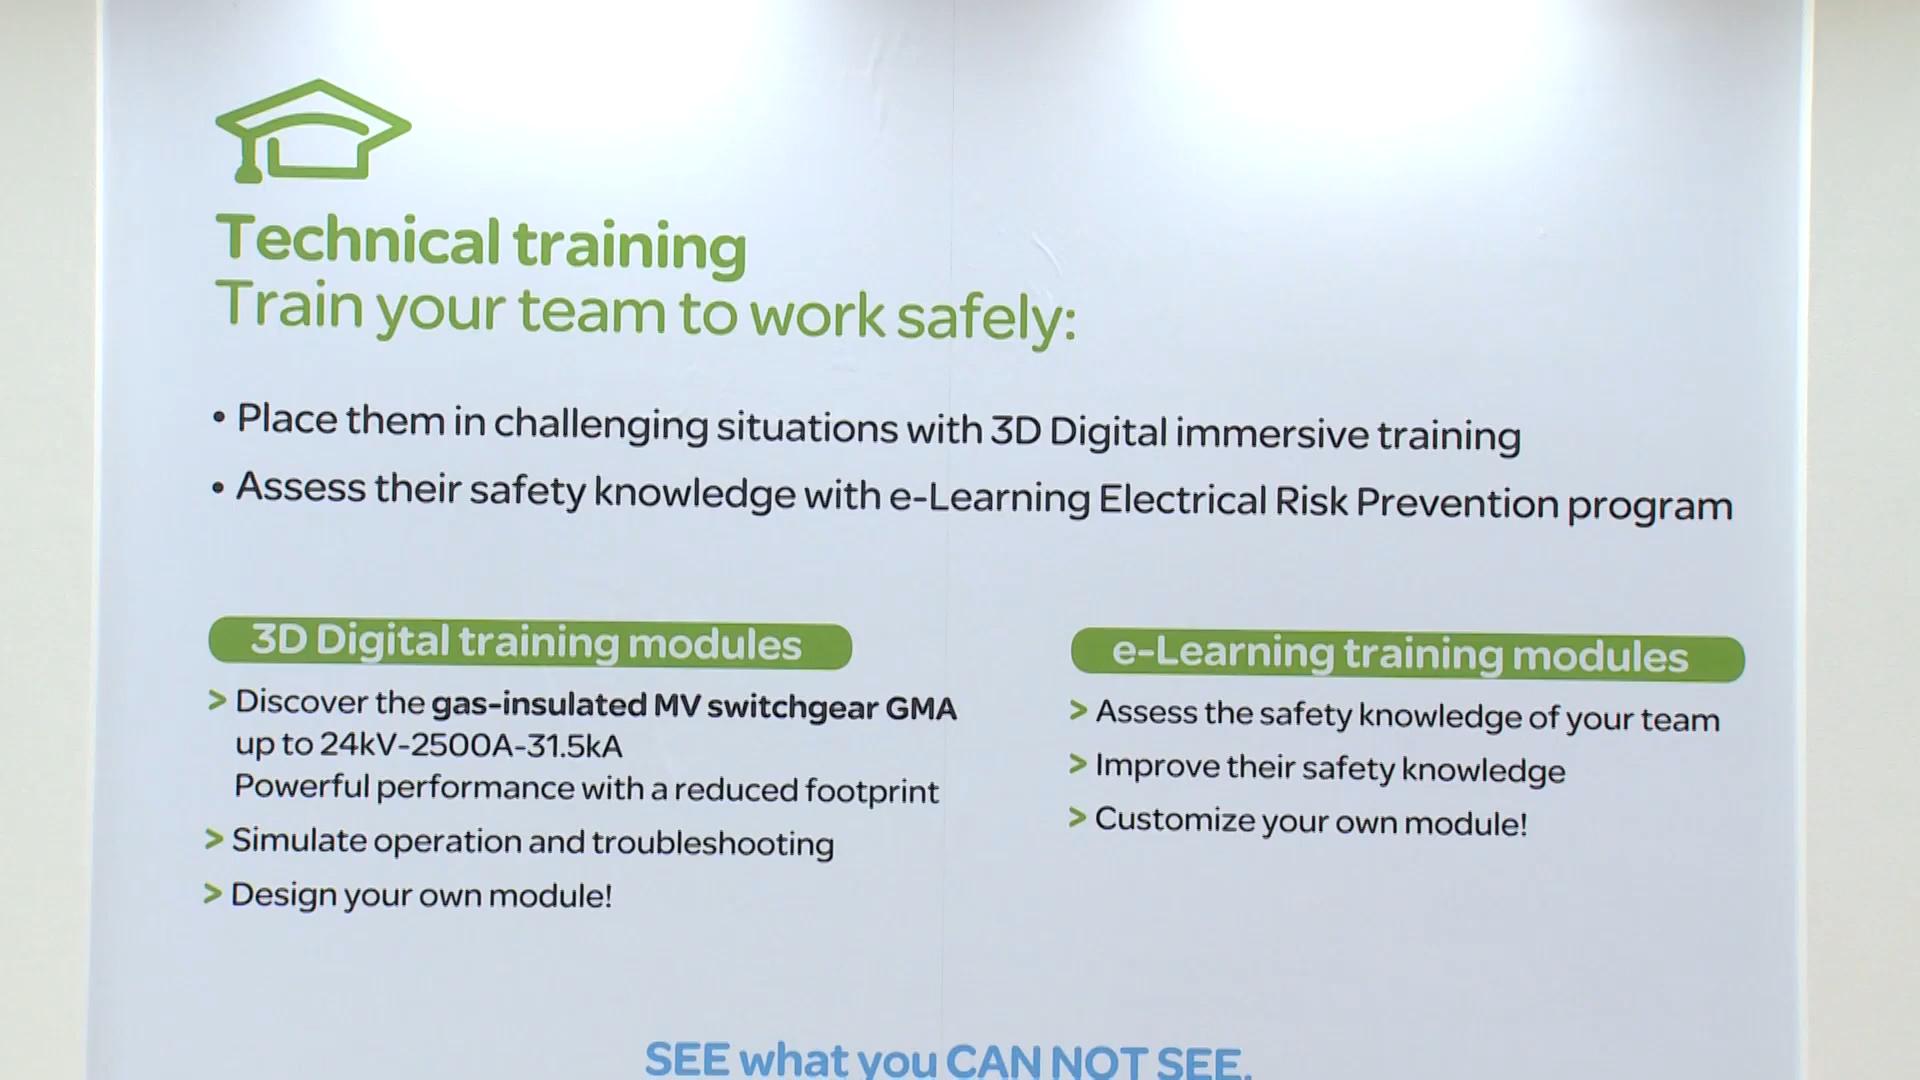 Technical training
Train your team to work safely:
• Place them in challenging situations with 3D Digital immersive training
• Assess their safety knowledge with e-Learning Electrical Risk Prevention program
3D Digital training modules
> Discover the gas-insulated MV switchgear GMA
up to 24kV-2500A-31.5kA
Powerful performance with a reduced footprint
> Simulate operation and troubleshooting
> Design your own module!
e-Learning training modules
> Assess the safety knowledge of your team
> Improve their safety knowledge
> Customize your own module!
SEE what you CAN NOT SEE.